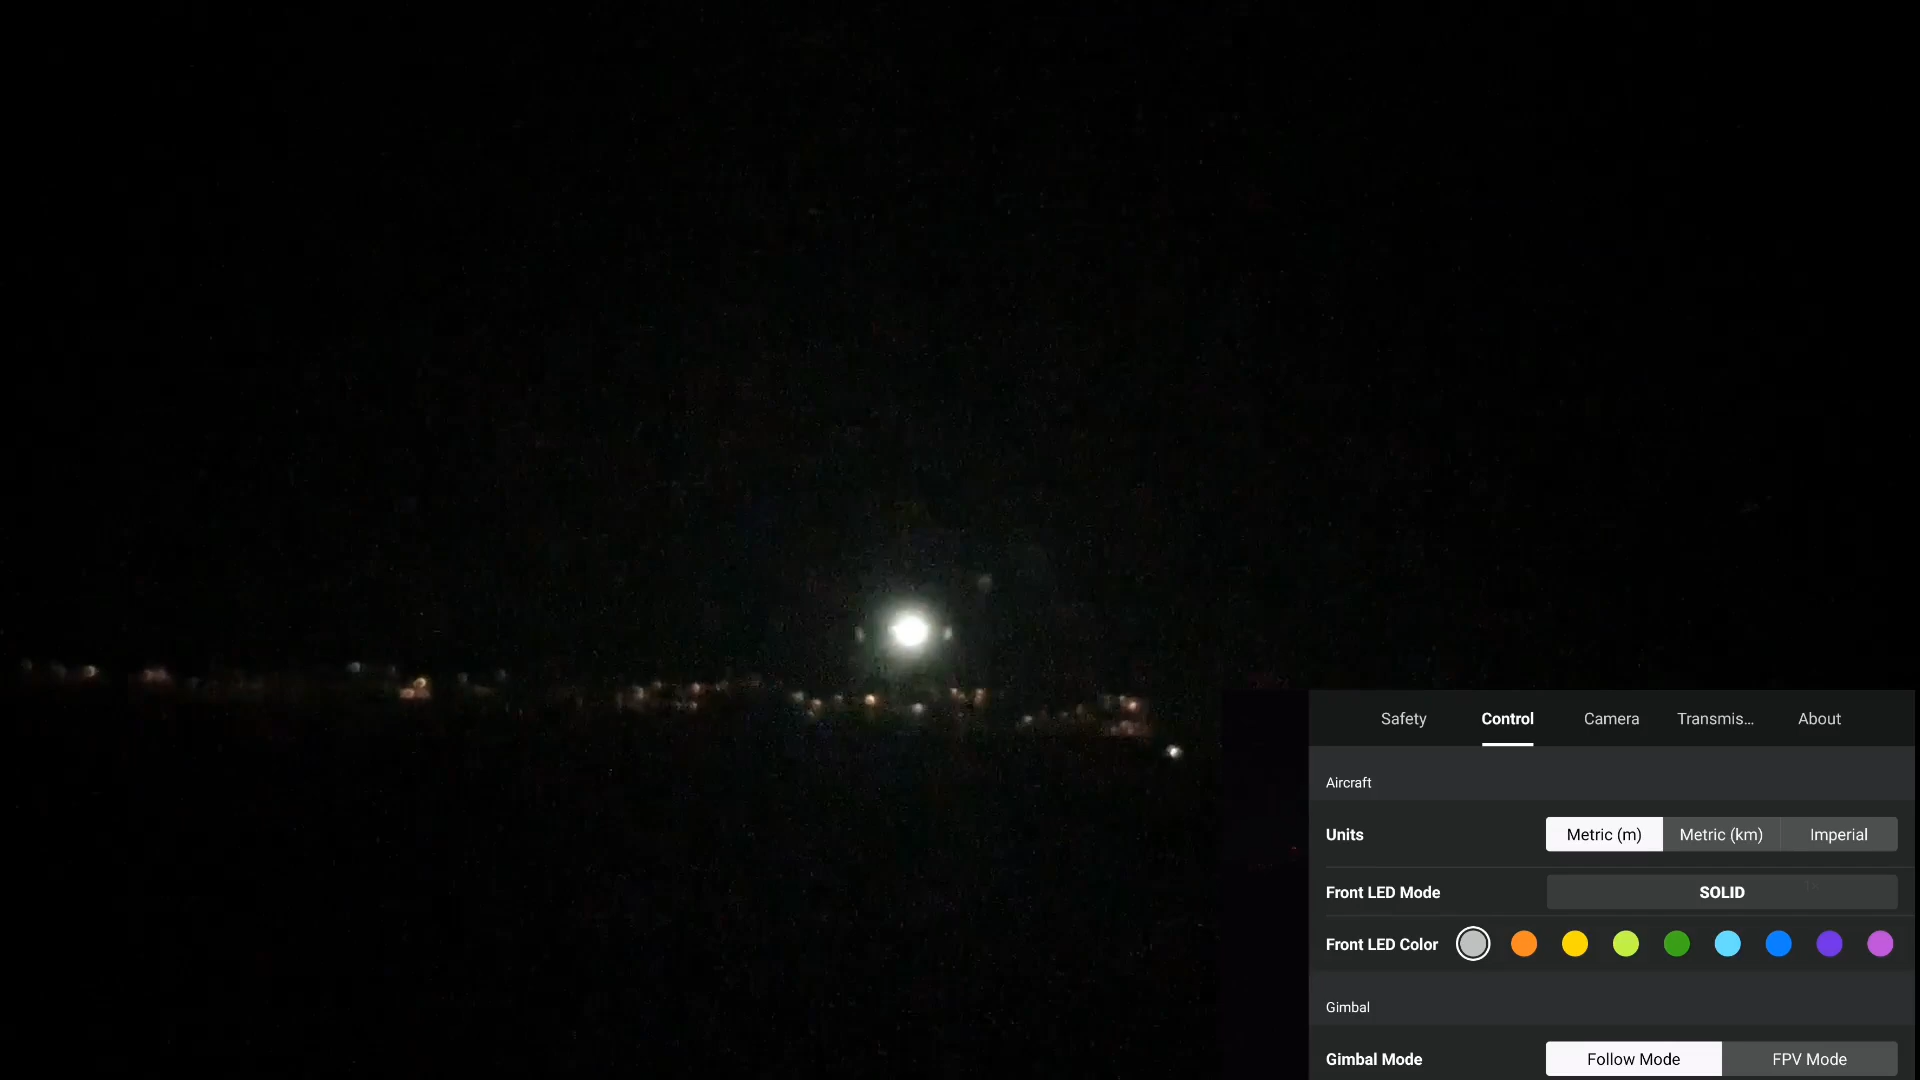 Safety Control Camera Transmis... About
Aircraft
Units Metric (m) Metric (km) Imperial
Front LED Mode SOLID
Front LED Color
Gimbal
Gimbal Mode Follow Mode FPV Mode